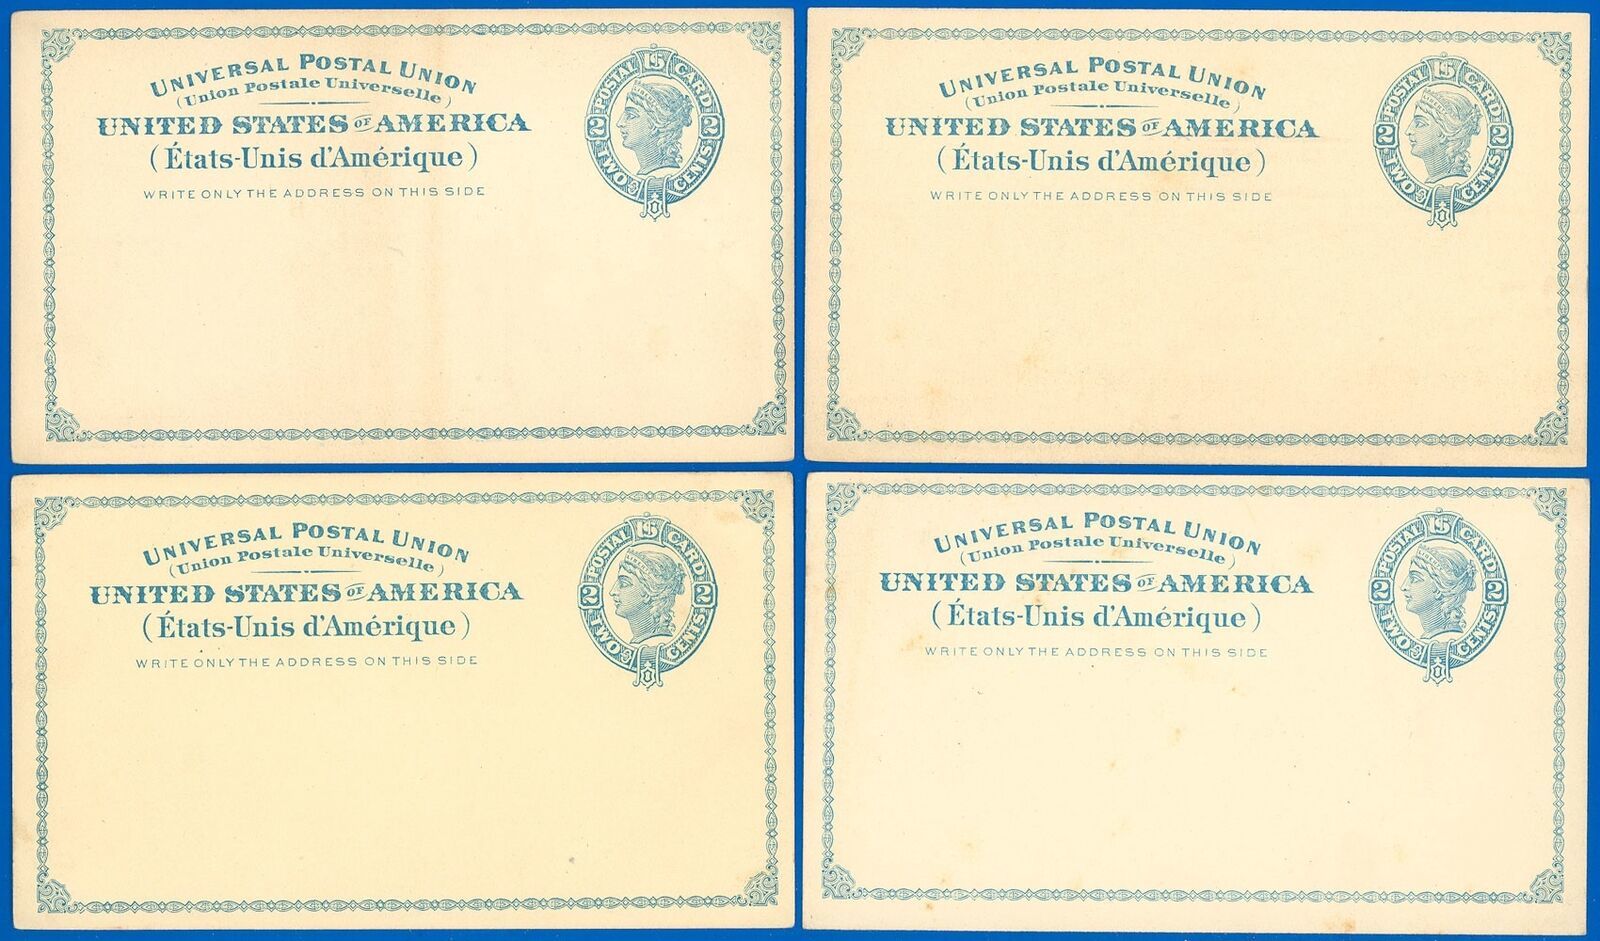 UNIVERSAL POSTAL UNION
(Union Postale Universelle)
UNITED STATES OF AMERICA
(États-Unis d'Amérique)
WRITE ONLY THE ADDRESS ON THIS SIDE
POSTAL US CARD
2 2
TWO CENTS
UNIVERSAL POSTAL UNION
(Union Postale Universelle)
UNITED STATES OF AMERICA
(États-Unis d'Amérique)
WRITE ONLY THE ADDRESS ON THIS SIDE
POSTAL US CARD
2 2
TWO CENTS
UNIVERSAL POSTAL UNION
(Union Postale Universelle)
UNITED STATES OF AMERICA
(États-Unis d'Amérique)
WRITE ONLY THE ADDRESS ON THIS SIDE
POSTAL US CARD
2 2
TWO CENTS
UNIVERSAL POSTAL UNION
(Union Postale Universelle)
UNITED STATES OF AMERICA
(États-Unis d'Amérique)
WRITE ONLY THE ADDRESS ON THIS SIDE
POSTAL US CARD
2 2
TWO CENTS